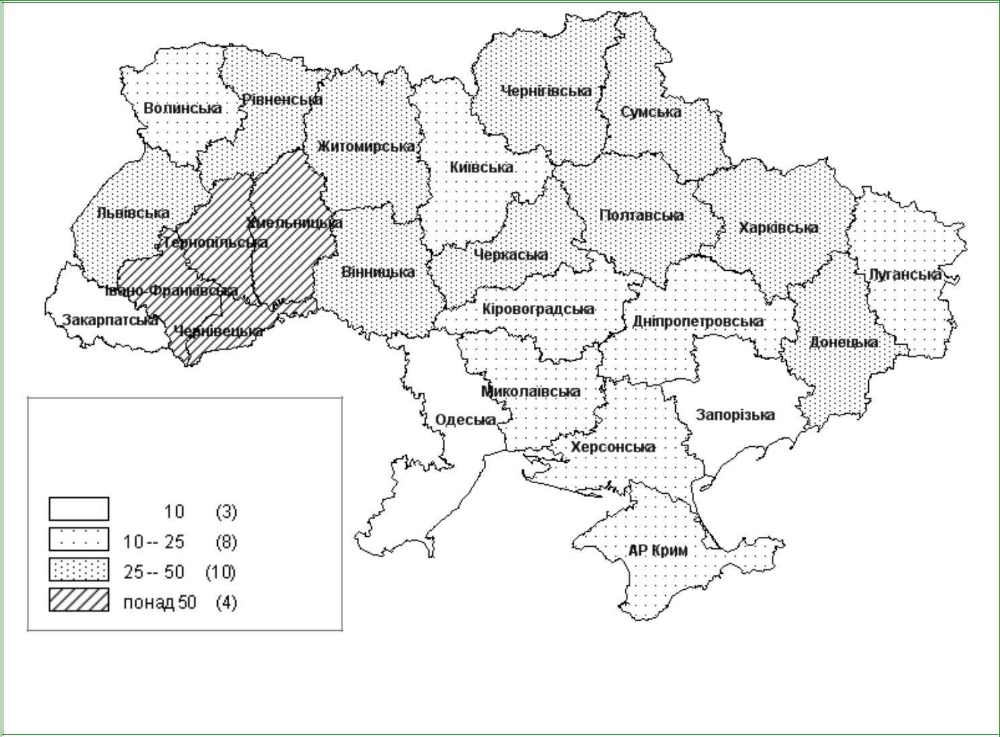 Чернігівська
Сумська
Рівненська
Волинська
Житомирська
Київська
Львівська
Хмельницька
Полтавська
Харківська
Тернопільська
Черкаська
Вінницька
Луганська
Івано-Франківська
Кіровоградська
Закарпатська
Дніпропетровська
Чернівецька
Донецька
Миколаївська
Одеська
Запорізька
Херсонська
АР Крим
10 (3)
10 -- 25 (8)
25 -- 50 (10)
понад 50 (4)